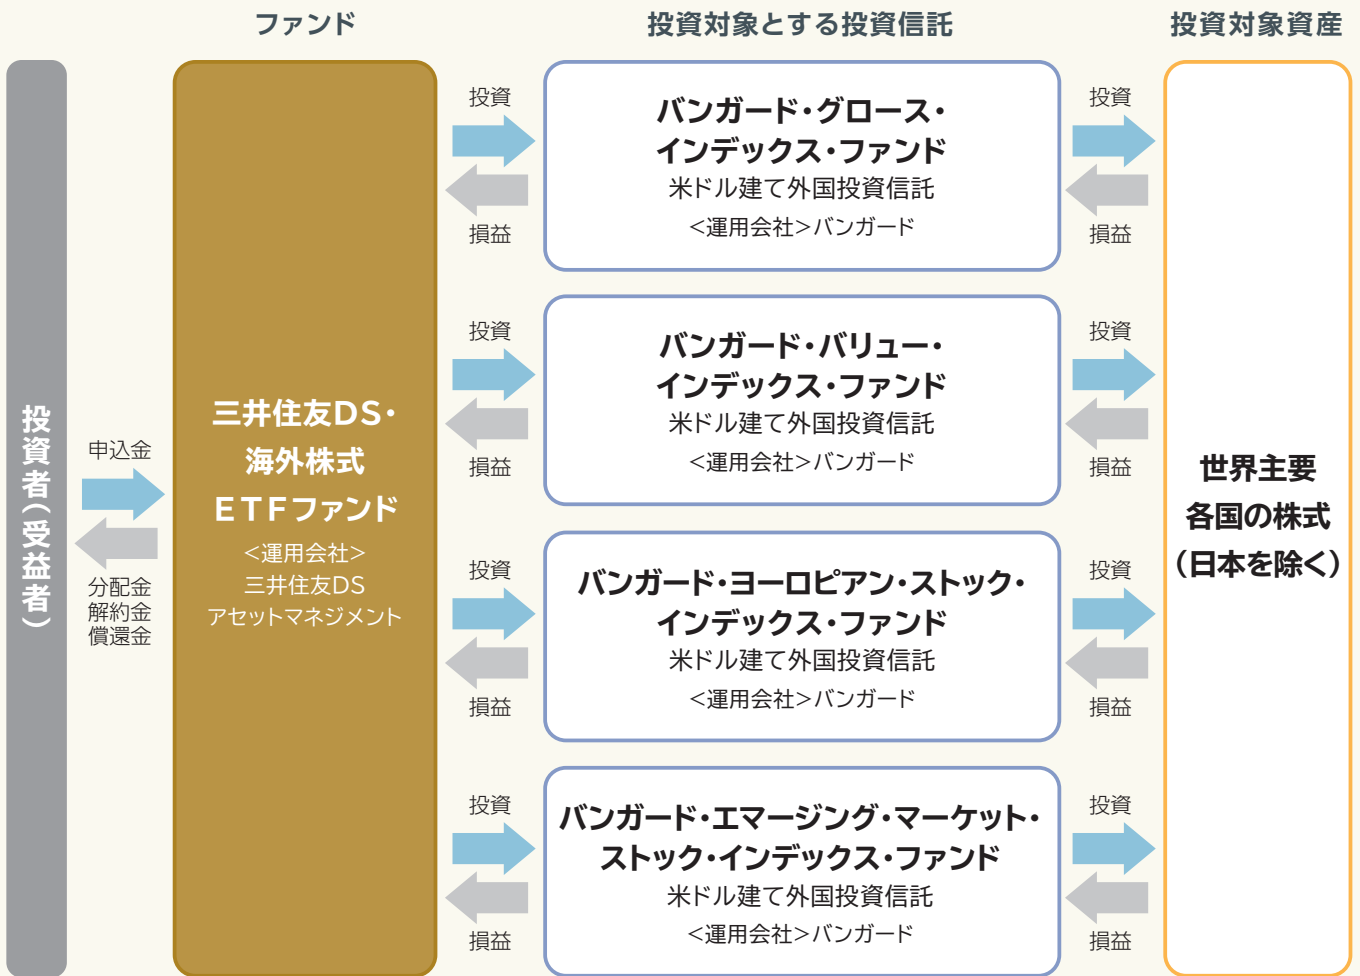 ファンド
投資対象とする投資信託
投資対象資産
投資者(受益者)
申込金
分配金
解約金
償還金
三井住友DS・
海外株式
ETFファンド
<運用会社>
三井住友DS
アセットマネジメント
投資
損益
バンガード・グロース・
インデックス・ファンド
米ドル建て外国投資信託
<運用会社>バンガード
投資
損益
投資
損益
バンガード・バリュー・
インデックス・ファンド
米ドル建て外国投資信託
<運用会社>バンガード
投資
損益
投資
損益
バンガード・ヨーロピアン・ストック・
インデックス・ファンド
米ドル建て外国投資信託
<運用会社>バンガード
投資
損益
投資
損益
バンガード・エマージング・マーケット・
ストック・インデックス・ファンド
米ドル建て外国投資信託
<運用会社>バンガード
投資
損益
世界主要
各国の株式
(日本を除く)